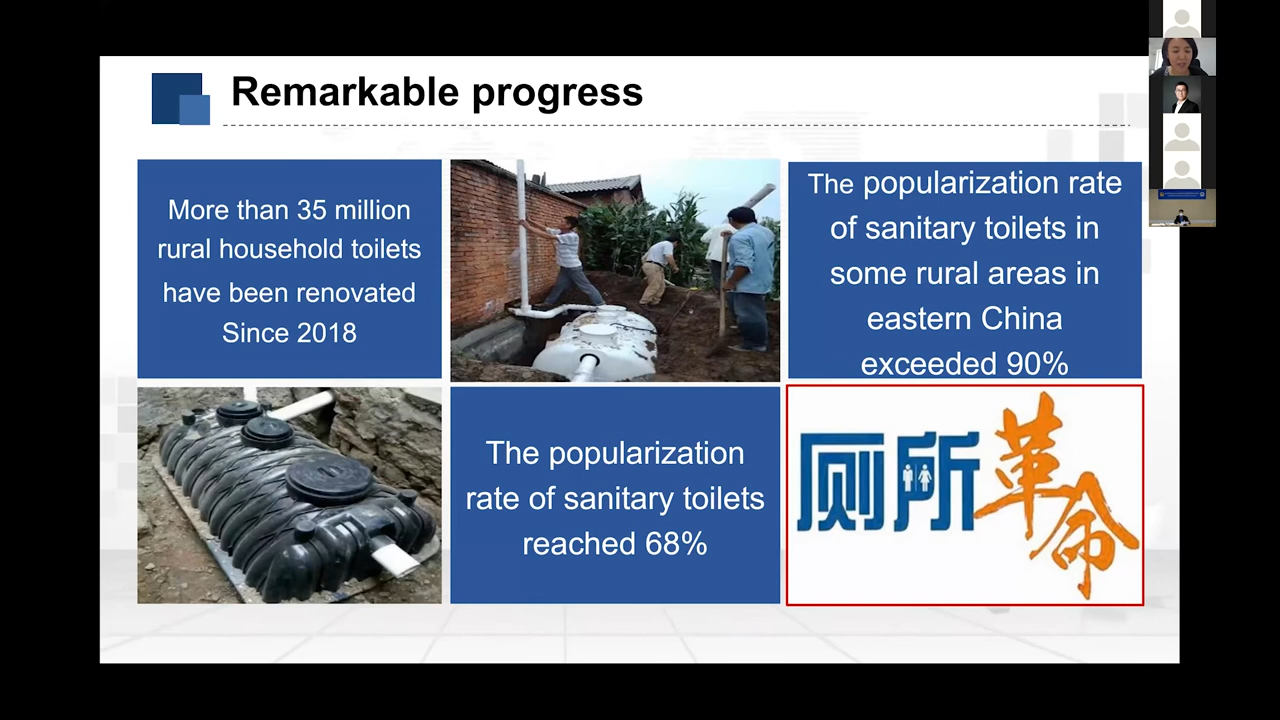 Remarkable progress
More than 35 million
rural household toilets
have been renovated
Since 2018
The popularization rate
of sanitary toilets in
some rural areas in
eastern China
exceeded 90%
The popularization
rate of sanitary toilets
reached 68%
厕所革命